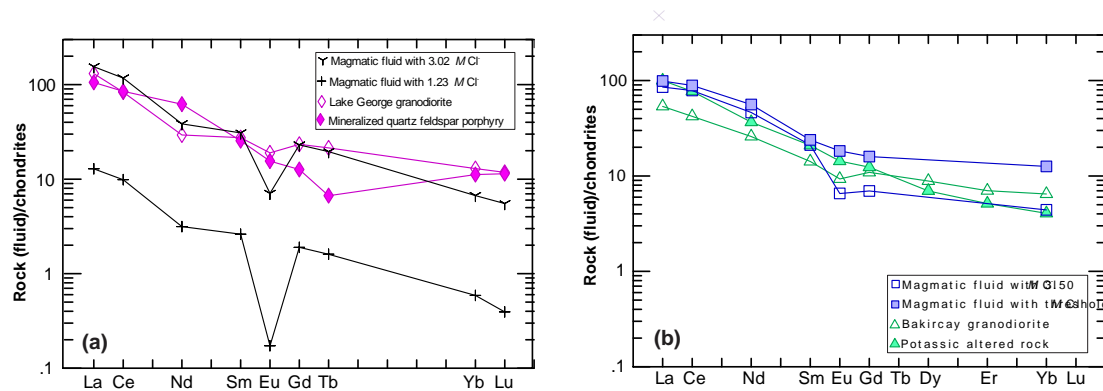 Rock (fluid)/chondrites
100
10
1
.1
Magmatic fluid with 3.02 M Cl-
Magmatic fluid with 1.23 M Cl-
Lake George granodiorite
Mineralized quartz feldspar porphyry
(a)
La Ce Nd Sm Eu Gd Tb Yb Lu
Rock (fluid)/chondrites
100
10
1
.1
Magmatic fluid with
Magmatic fluid with threshold
Bakircay granodiorite
Potassic altered rock
(b)
La Ce Nd Sm Eu Gd Tb Dy Er Yb Lu